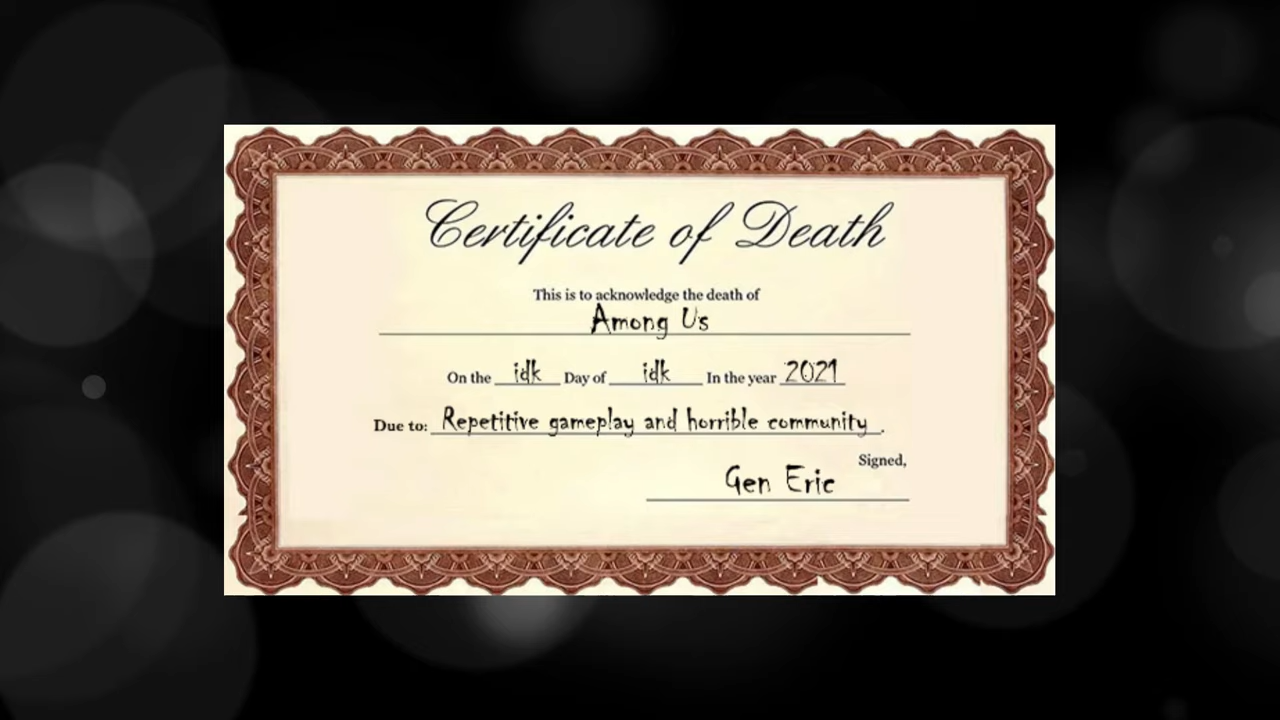 Certificate of Death
This is to acknowledge the death of
Among Us
On the idk Day of idk In the year 2021
Due to: Repetitive gameplay and horrible community .
Signed,
Gen Eric